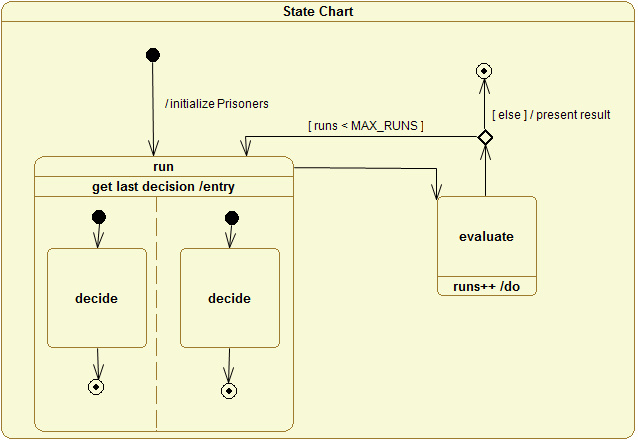 State Chart
/ initialize Prisoners
[ else ] / present result
[ runs < MAX_RUNS ]
run
get last decision /entry
evaluate
runs++ /do
decide
decide